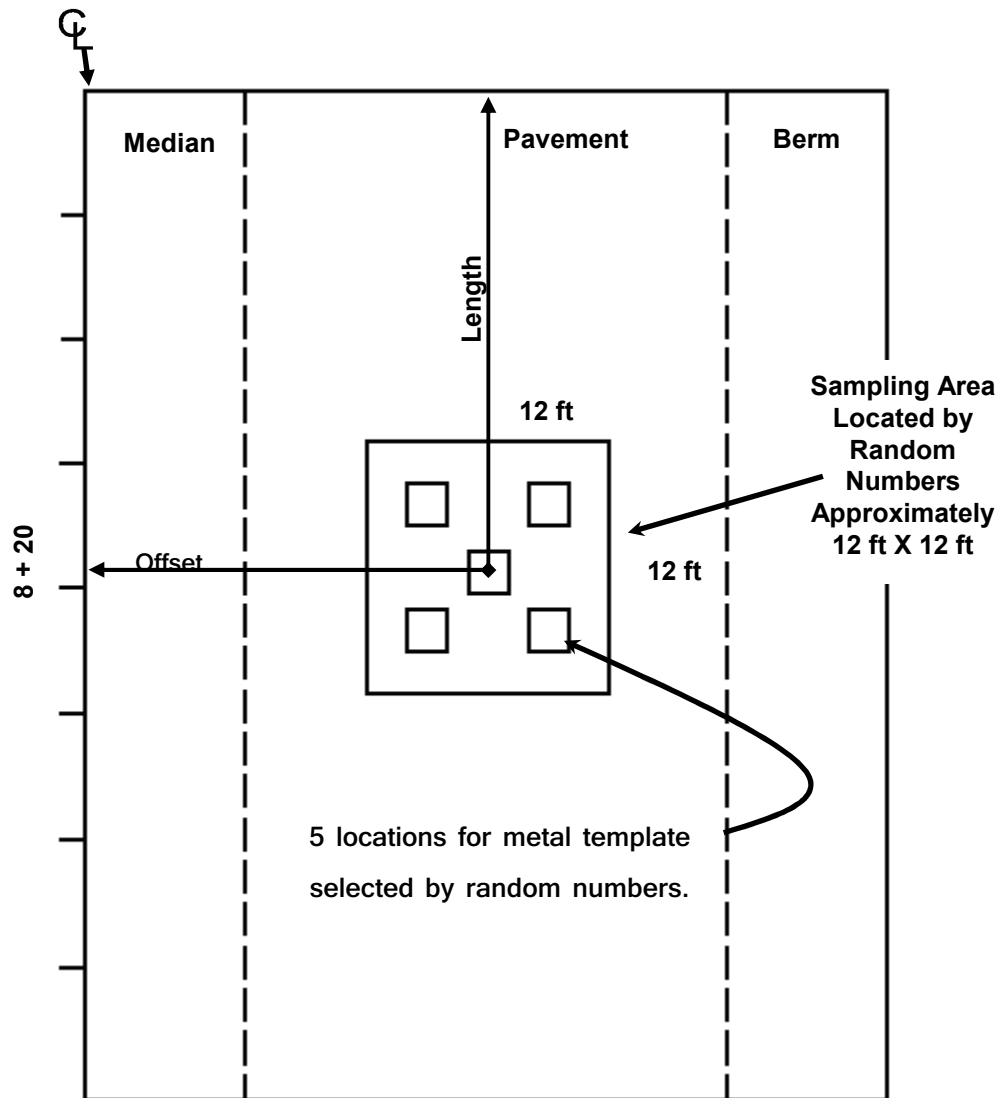 ℄
Median
Pavement
Berm
Length
12 ft
Sampling Area
Located by
Random
Numbers
Approximately
12 ft X 12 ft
8 + 20
Offset
12 ft
5 locations for metal template
selected by random numbers.